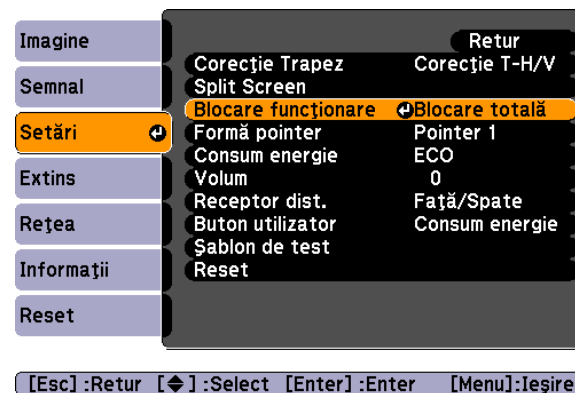 Imagine
Semnal
Setări
Extins
Reţea
Informaţii
Reset
Retur
Corecţie Trapez Corecţie T-H/V
Split Screen
Blocare funcţionare Blocare totală
Formă pointer Pointer 1
Consum energie ECO
Volum 0
Receptor dist. Faţă/Spate
Buton utilizator Consum energie
Şablon de test
Reset
[Esc] :Retur [◆] :Select [Enter] :Enter [Menu]:Ieşire